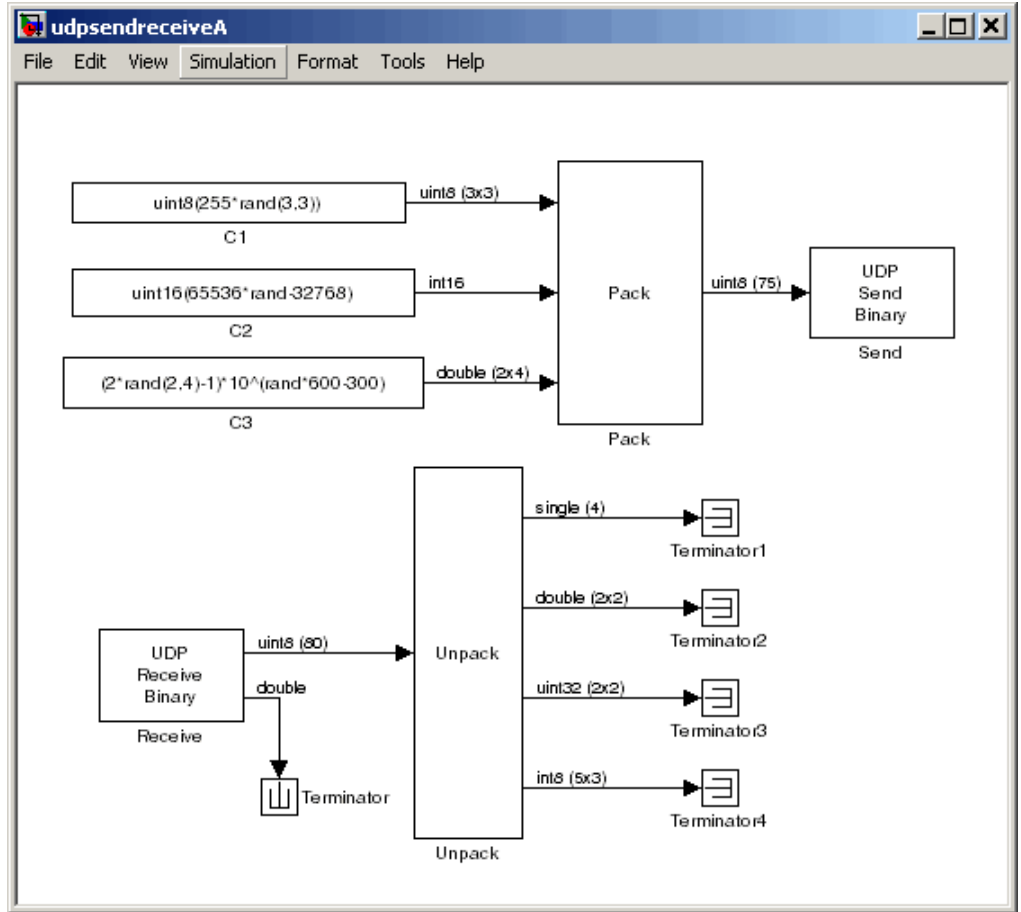 udpsendreceiveA
File Edit View Simulation Format Tools Help
uint8(255*rand(3,3))
uint8 (3x3)
C1
uint16(65536*rand-32768)
int16
C2
(2*rand(2,4)-1)*10^(rand*600-300)
double (2x4)
C3
Pack
Pack
uint8 (75)
UDP
Send
Binary
Send
UDP
Receive
Binary
Receive
uint8 (80)
double
Terminator
Unpack
Unpack
single (4)
Terminator1
double (2x2)
Terminator2
uint32 (2x2)
Terminator3
int8 (5x3)
Terminator4